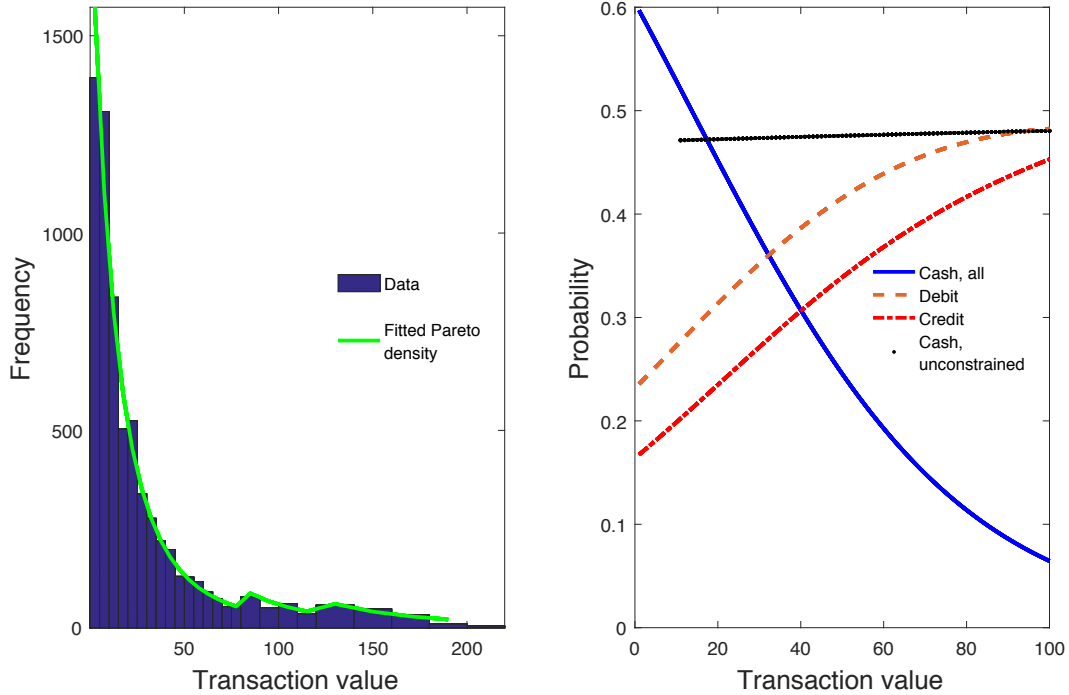 1500
1000
500
0
Frequency
50
100
150
200
Transaction value
Data
Fitted Pareto
density
0.6
0.5
0.4
0.3
0.2
0.1
0
Probability
0
20
40
60
80
100
Transaction value
Cash, all
Debit
Credit
Cash,
unconstrained